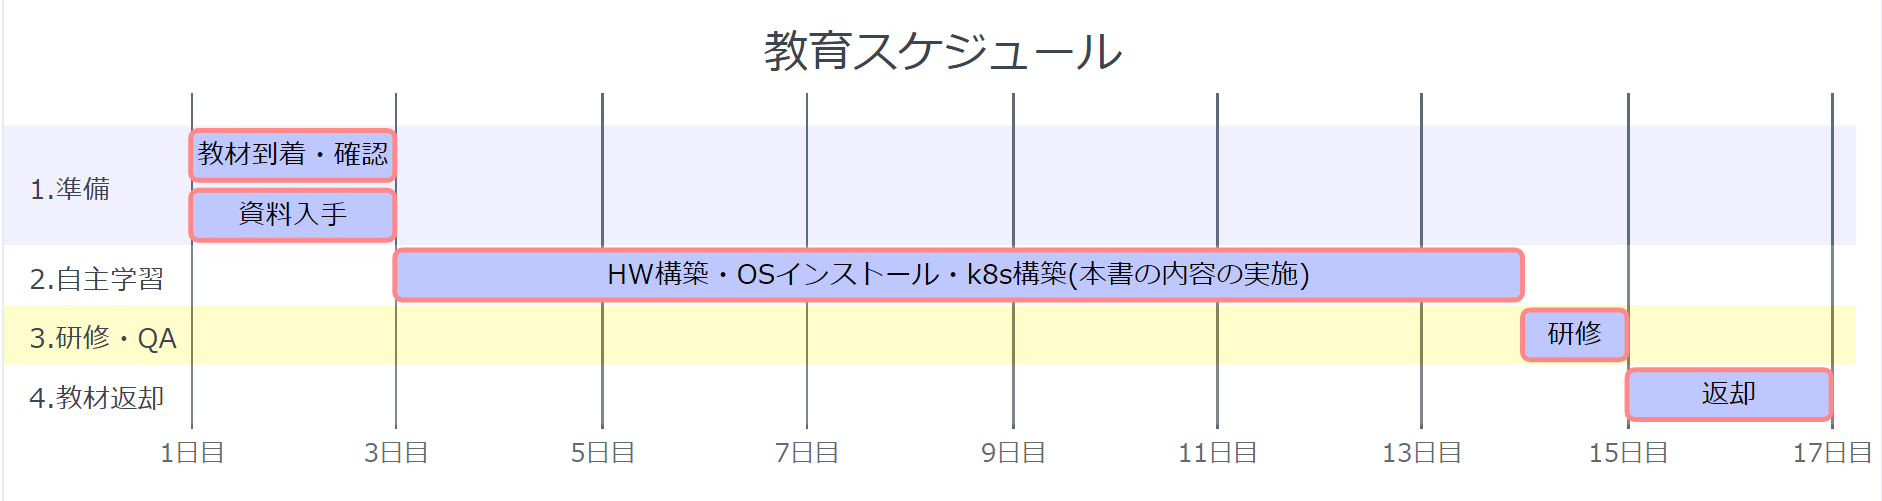 教育スケジュール
1.準備
教材到着・確認
資料入手
2.自主学習
HW構築・OSインストール・k8s構築(本書の内容の実施)
3.研修・QA
研修
4.教材返却
返却
1日目
3日目
5日目
7日目
9日目
11日目
13日目
15日目
17日目